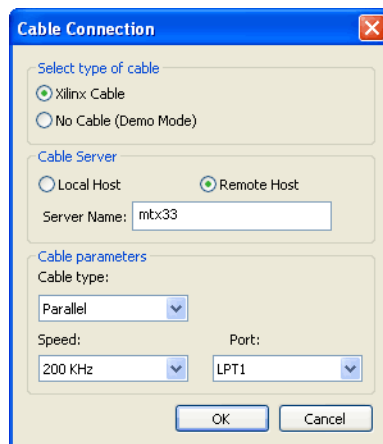 Cable Connection
Select type of cable
Xilinx Cable
No Cable (Demo Mode)
Cable Server
Local Host Remote Host
Server Name: mtx33
Cable parameters
Cable type:
Parallel
Speed: Port:
200 KHz LPT1
OK Cancel